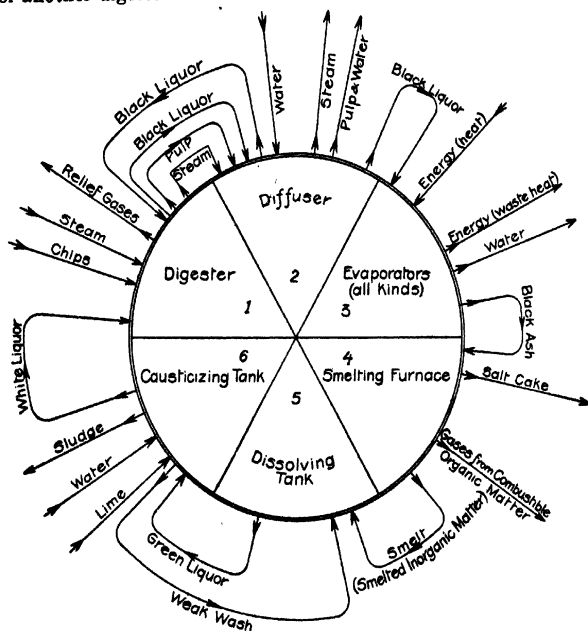 Black Liquor
Black Liquor
Pulp
Steam
Water
Steam
Pulp & Water
Black Liquor
Energy (heat)
Relief Gases
Steam
Chips
Energy (waste heat)
Water
Diffuser
2
Digester
1
Evaporators
(all Kinds)
3
Black Ash
White Liquor
6
Causticizing Tank
4
Smelting Furnace
Salt Cake
5
Dissolving
Tank
Sludge
Water
Lime
Gases from Combustible
Organic Matter
Green Liquor
Smelt
(Smelted Inorganic Matter)
Weak Wash